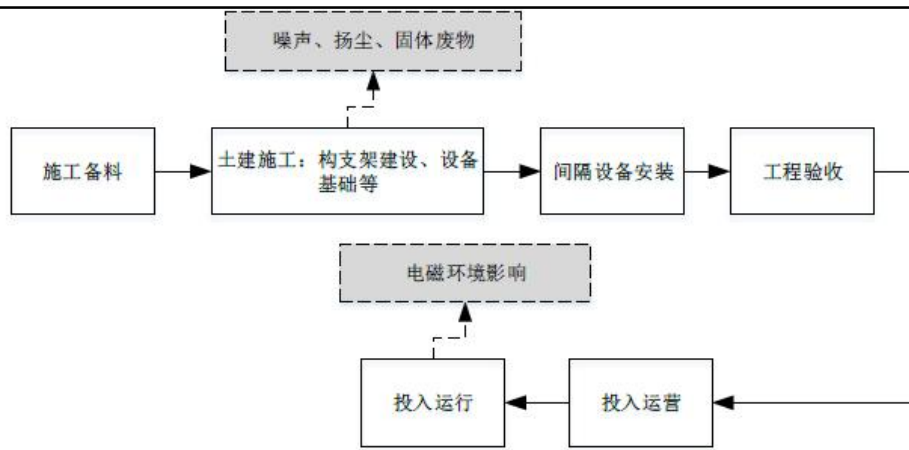 噪声、扬尘、固体废物
施工备料
土建施工：构支架建设、设备
基础等
间隔设备安装
工程验收
电磁环境影响
投入运行
投入运营